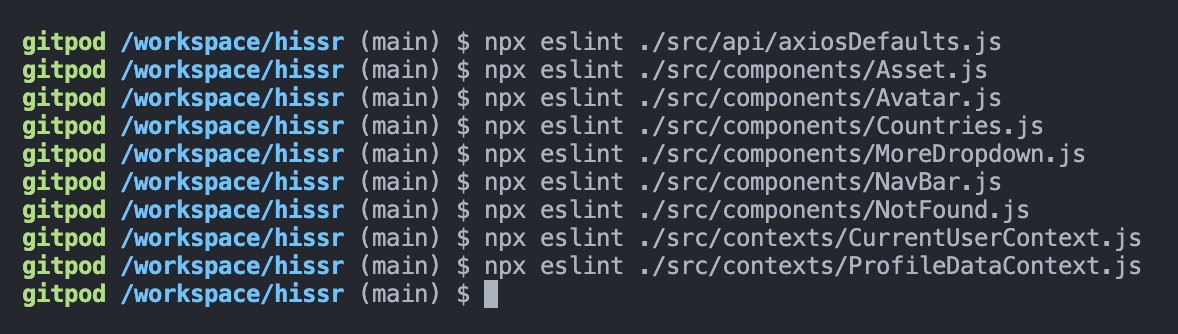 gitpod /workspace/hissr (main) $ npx eslint ./src/api/axiosDefaults.js
gitpod /workspace/hissr (main) $ npx eslint ./src/components/Asset.js
gitpod /workspace/hissr (main) $ npx eslint ./src/components/Avatar.js
gitpod /workspace/hissr (main) $ npx eslint ./src/components/Countries.js
gitpod /workspace/hissr (main) $ npx eslint ./src/components/MoreDropdown.js
gitpod /workspace/hissr (main) $ npx eslint ./src/components/NavBar.js
gitpod /workspace/hissr (main) $ npx eslint ./src/components/NotFound.js
gitpod /workspace/hissr (main) $ npx eslint ./src/contexts/CurrentUserContext.js
gitpod /workspace/hissr (main) $ npx eslint ./src/contexts/ProfileDataContext.js
gitpod /workspace/hissr (main) $